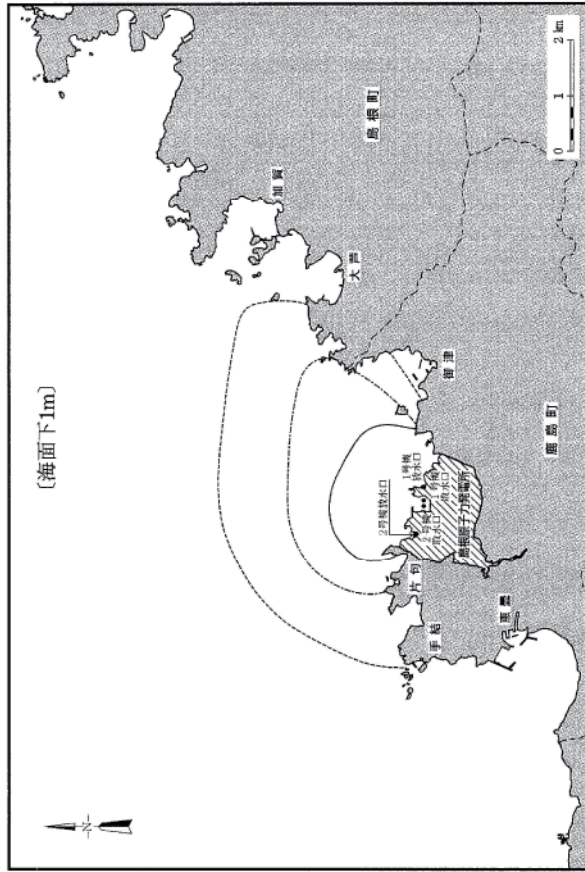 〔海面下1m〕
N
加賀
大芦
島根町
御津
鹿島町
2号機放水口
1号機
放水口
1号機
取水口
2号機
取水口
島根原子力発電所
片句
手結
恵曇
0 1 2 km